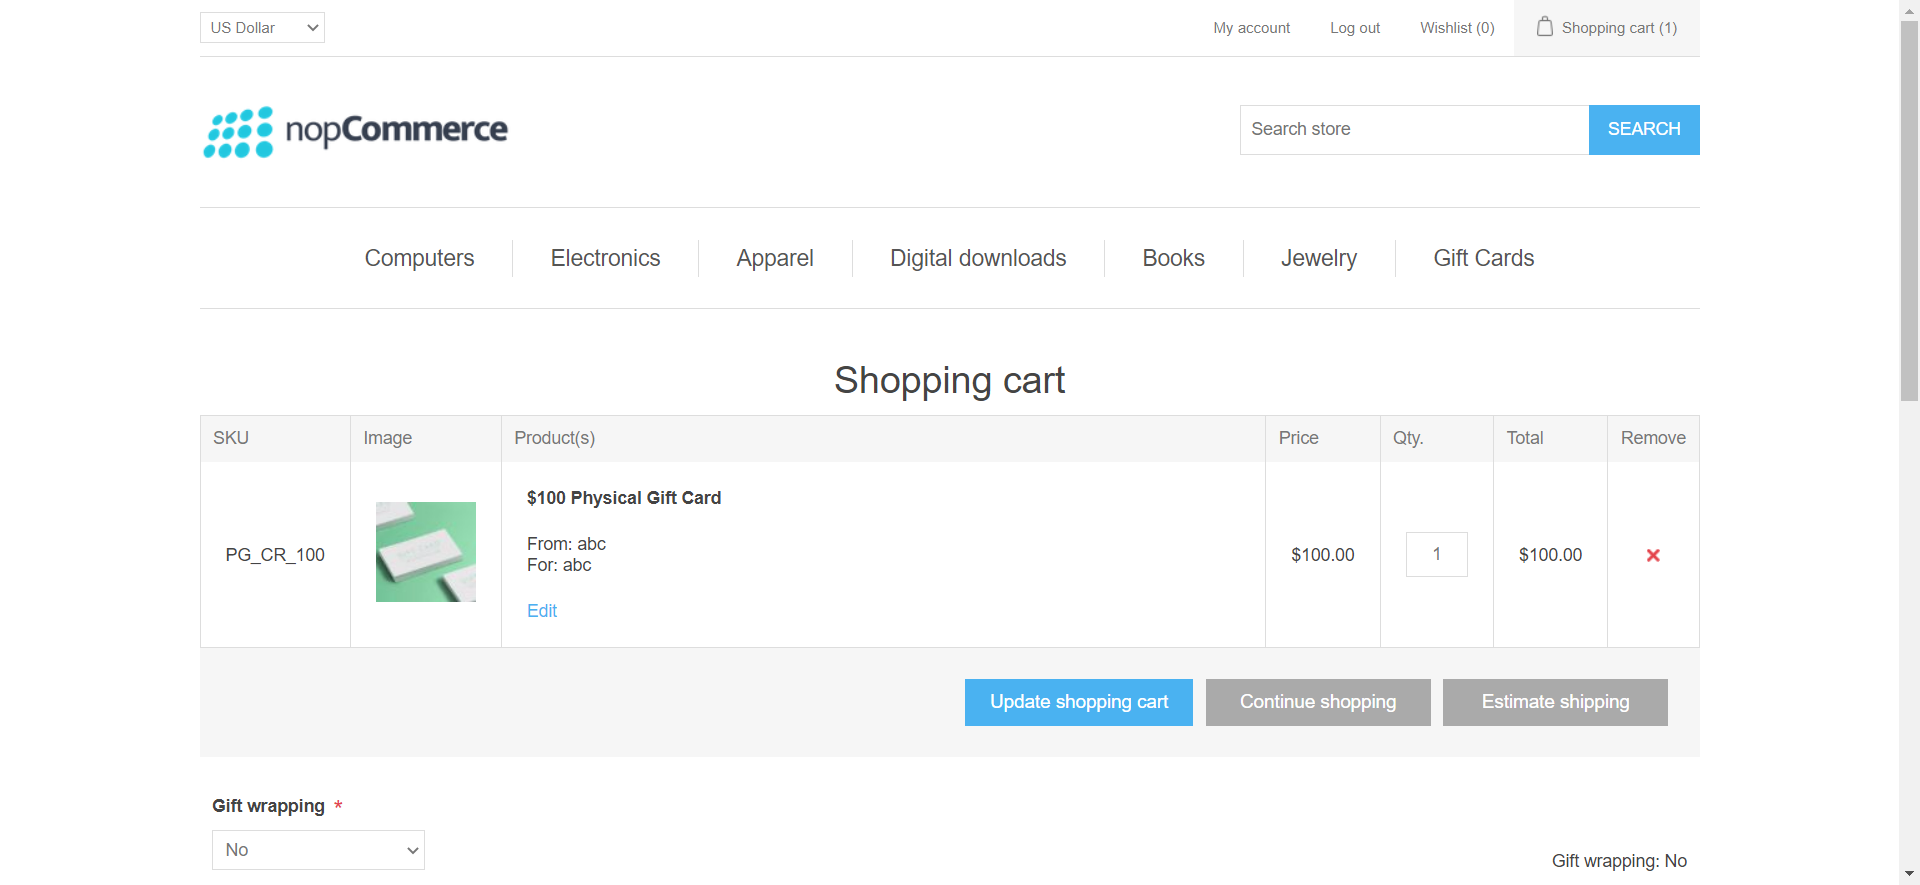 US Dollar
My account
Log out
Wishlist (0)
Shopping cart (1)
nopCommerce
Search store
SEARCH
Computers
Electronics
Apparel
Digital downloads
Books
Jewelry
Gift Cards
Shopping cart
SKU
Image
Product(s)
Price
Qty.
Total
Remove
PG_CR_100
$100 Physical Gift Card
From: abc
For: abc
Edit
$100.00
1
$100.00
Update shopping cart
Continue shopping
Estimate shipping
Gift wrapping *
No
Gift wrapping: No